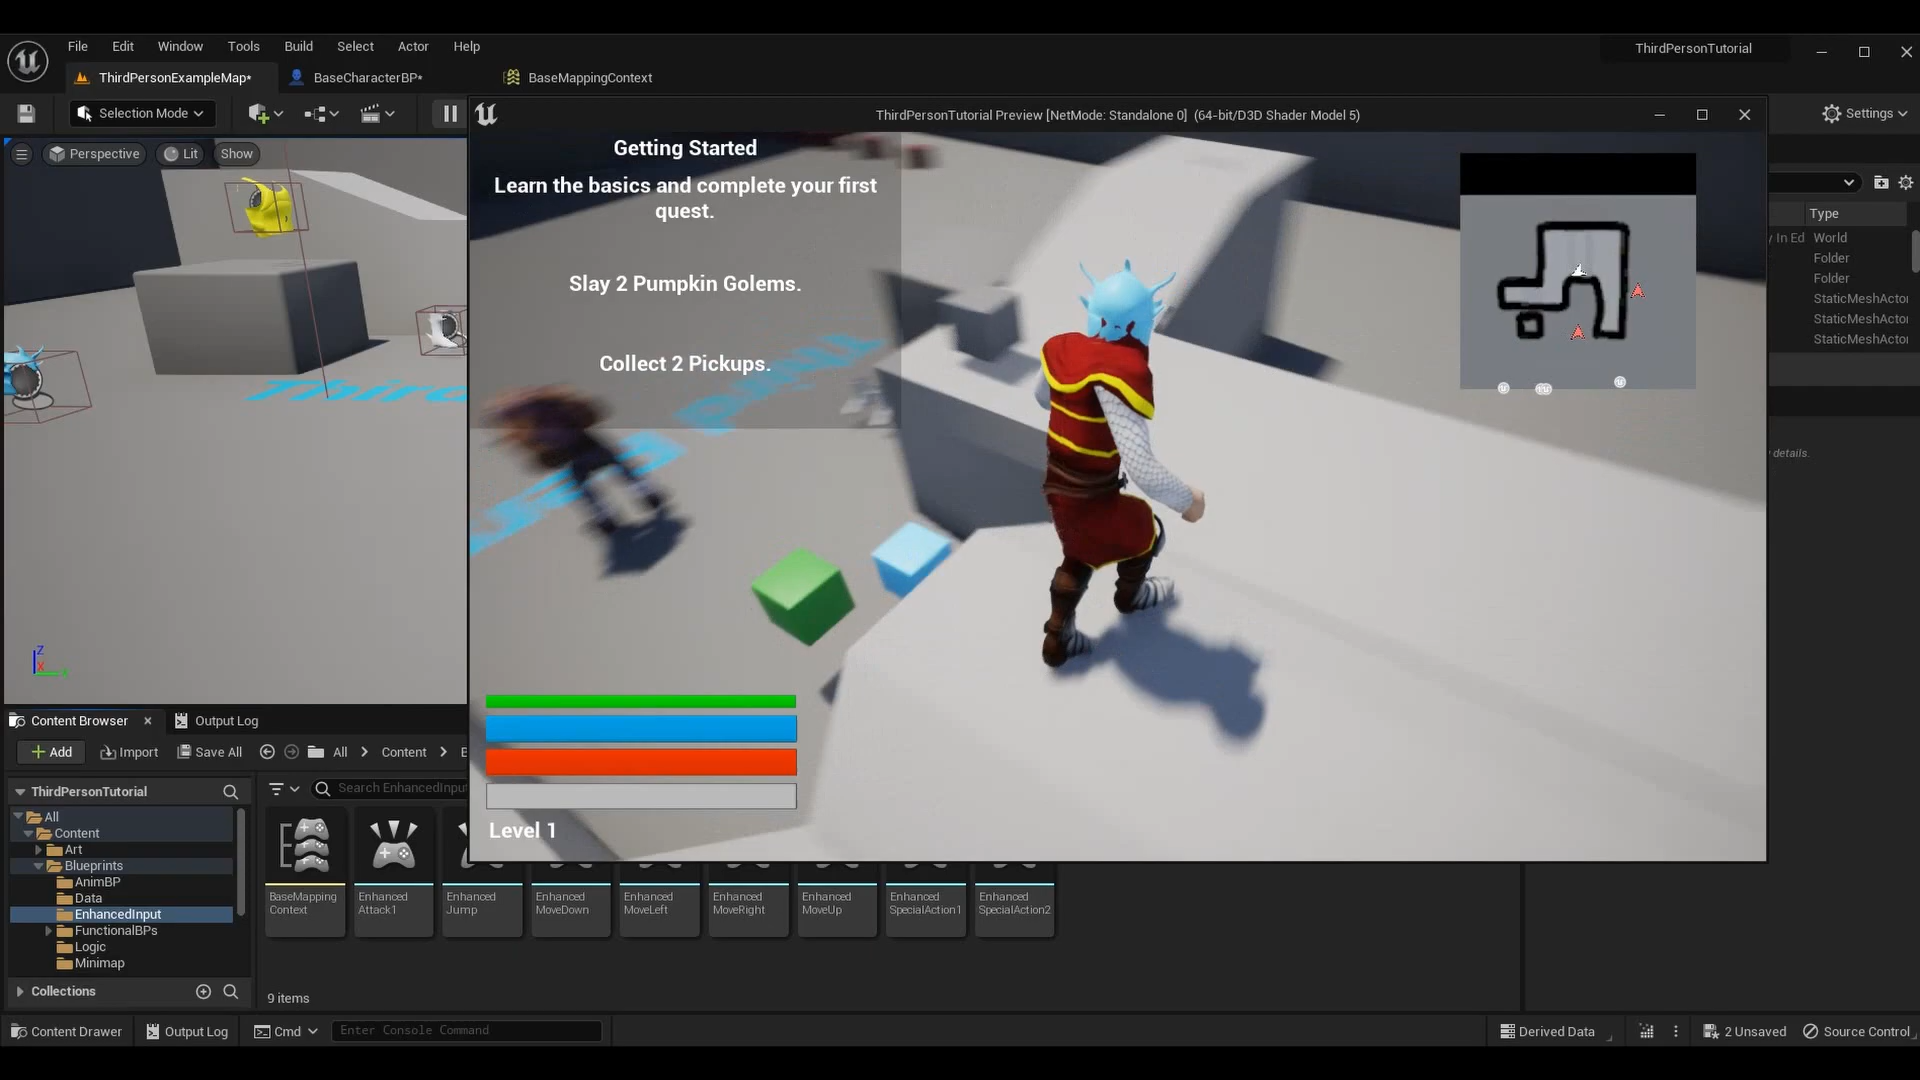 File Edit Window Tools Build Select Actor Help
ThirdPersonTutorial
ThirdPersonExampleMap*
BaseCharacterBP*
BaseMappingContext
Selection Mode
ThirdPersonTutorial Preview [NetMode: Standalone 0] (64-bit/D3D Shader Model 5)
Settings
Perspective
Lit
Show
Getting Started
Learn the basics and complete your first
quest.
Slay 2 Pumpkin Golems.
Collect 2 Pickups.
Type
World
Folder
Folder
StaticMeshActor
StaticMeshActor
StaticMeshActor
details.
Z
X
Level 1
Content Browser
Output Log
Add
Import
Save All
All
Content
ThirdPersonTutorial
Search EnhancedInput
All
Content
Art
Blueprints
AnimBP
Data
EnhancedInput
FunctionalBPs
Logic
Minimap
Collections
BaseMapping
Context
Enhanced
Attack1
Enhanced
Jump
Enhanced
MoveDown
Enhanced
MoveLeft
Enhanced
MoveRight
Enhanced
MoveUp
Enhanced
SpecialAction1
Enhanced
SpecialAction2
9 items
Content Drawer
Output Log
Cmd
Enter Console Command
Derived Data
2 Unsaved
Source Control